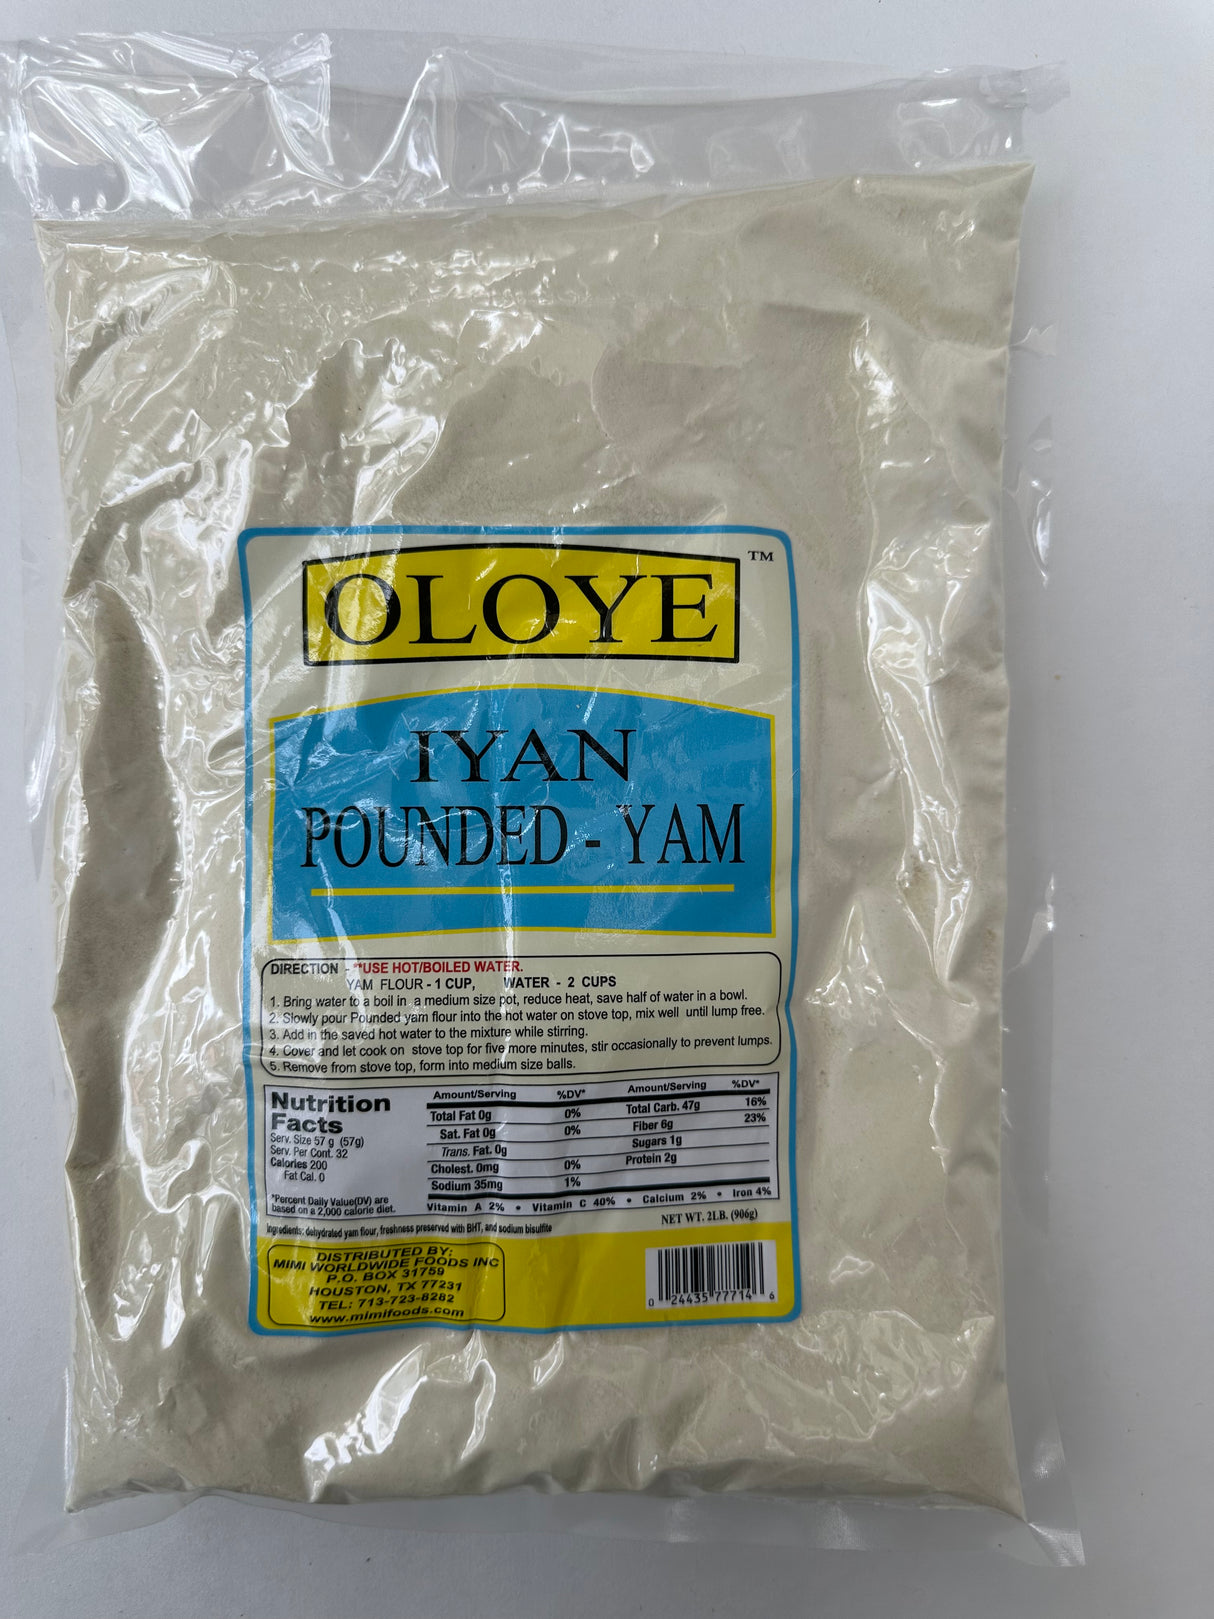 OLOYE TM
IYAN
POUNDED - YAM
DIRECTION - **USE HOT/BOILED WATER.
YAM FLOUR - 1 CUP, WATER - 2 CUPS
1. Bring water to a boil in a medium size pot, reduce heat, save half of water in a bowl.
2. Slowly pour Pounded yam flour into the hot water on stove top, mix well until lump free.
3. Add in the saved hot water to the mixture while stirring.
4. Cover and let cook on stove top for five more minutes, stir occasionally to prevent lumps.
5. Remove from stove top, form into medium size balls.
Nutrition
Facts
Serv. Size 57 g (57g)
Serv. Per Cont. 32
Calories 200
Fat Cal. 0
*Percent Daily Value(DV) are
based on a 2,000 calorie diet.
Amount/Serving %DV*
Total Fat 0g 0%
Sat. Fat 0g 0%
Trans. Fat. 0g
Cholest. 0mg 0%
Sodium 35mg 1%
Amount/Serving %DV*
Total Carb. 47g 16%
Fiber 6g 23%
Sugars 1g
Protein 2g
Vitamin A 2% • Vitamin C 40% • Calcium 2% • Iron 4%
Ingredients: dehydrated yam flour, freshness preserved with BHT, and sodium bisulfite
NET WT. 2LB. (906g)
DISTRIBUTED BY:
MIMI WORLDWIDE FOODS INC
P.O. BOX 31759
HOUSTON, TX 77231
TEL: 713-723-8282
www.mimifoods.com
0 24435 77714 6